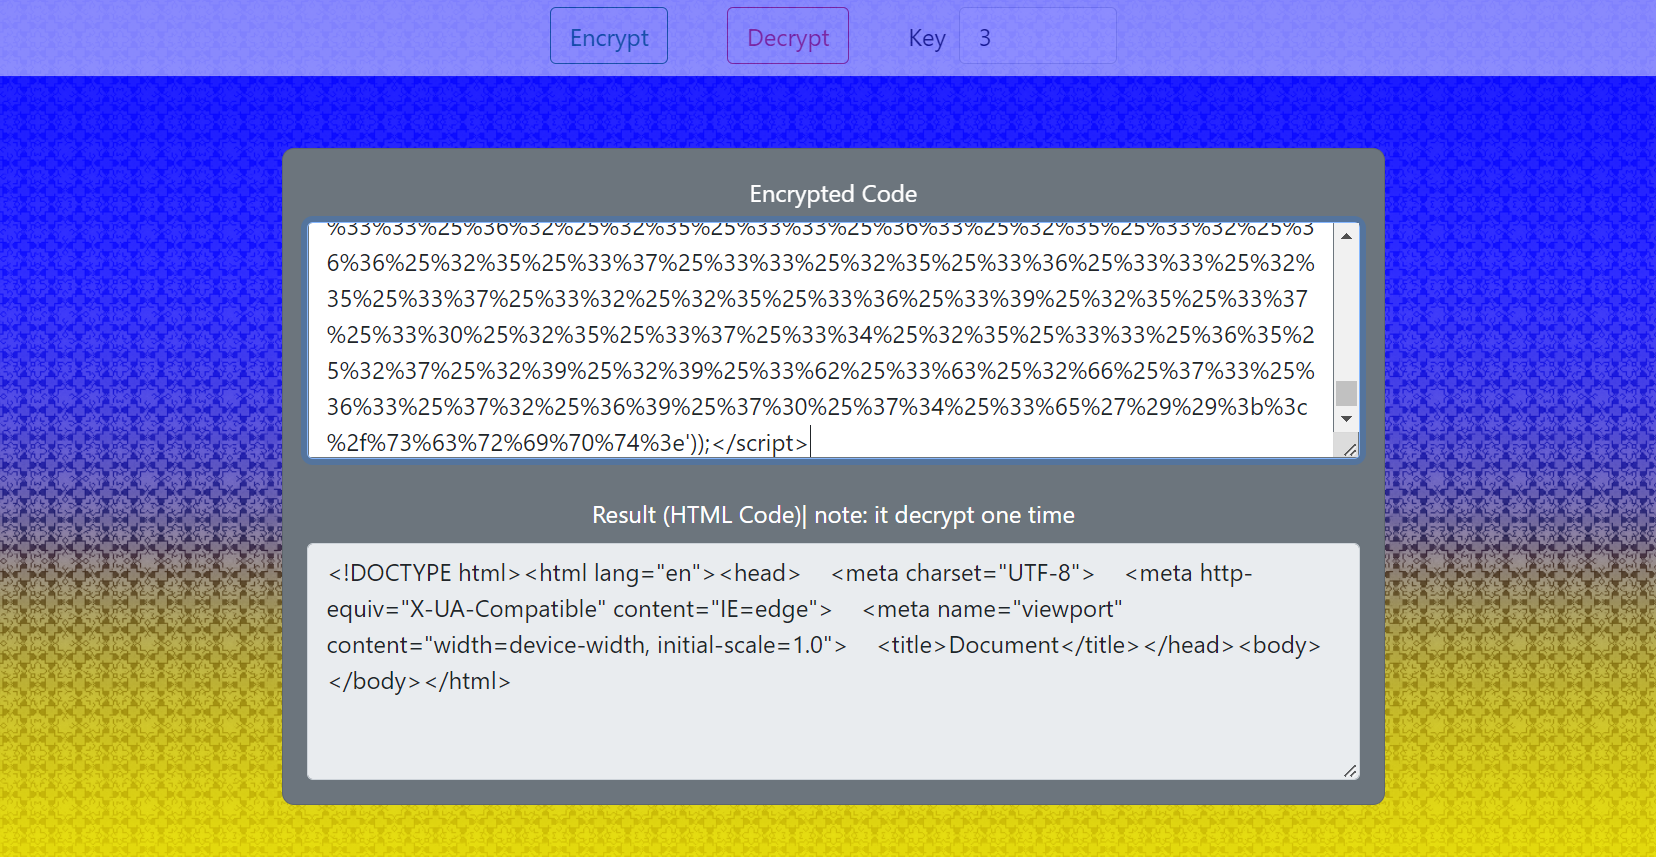 Encrypt Decrypt Key 3
Encrypted Code
%33%33%25%36%32%25%32%35%25%33%33%25%36%33%25%32%35%25%33%32%25%3
6%36%25%32%35%25%33%37%25%33%33%25%32%35%25%33%36%25%33%33%25%32%
35%25%33%37%25%33%32%25%32%35%25%33%36%25%33%39%25%32%35%25%33%37
%25%33%30%25%32%35%25%33%37%25%33%34%25%32%35%25%33%33%25%36%35%2
5%32%37%25%32%39%25%32%39%25%33%62%25%33%63%25%32%66%25%37%33%25%
36%33%25%37%32%25%36%39%25%37%30%25%37%34%25%33%65%27%29%29%3b%3c
%2f%73%63%72%69%70%74%3e'));</script>
Result (HTML Code)| note: it decrypt one time
<!DOCTYPE html><html lang="en"><head>    <meta charset="UTF-8">    <meta http-
equiv="X-UA-Compatible" content="IE=edge">    <meta name="viewport"
content="width=device-width, initial-scale=1.0">    <title>Document</title></head><body>
</body></html>